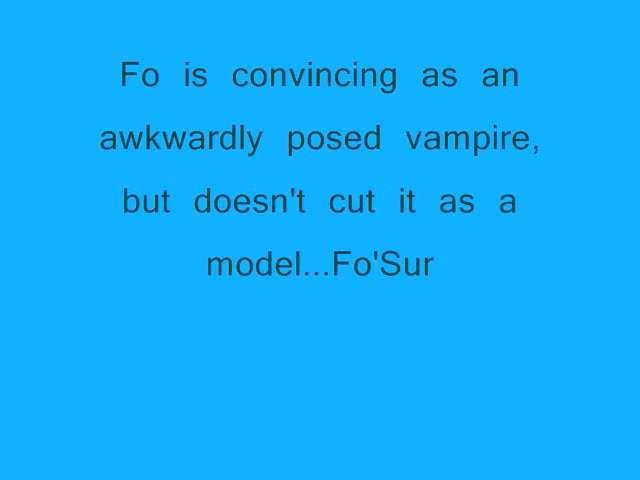 Fo is convincing as an
awkwardly posed vampire,
but doesn't cut it as a
model...Fo'Sur